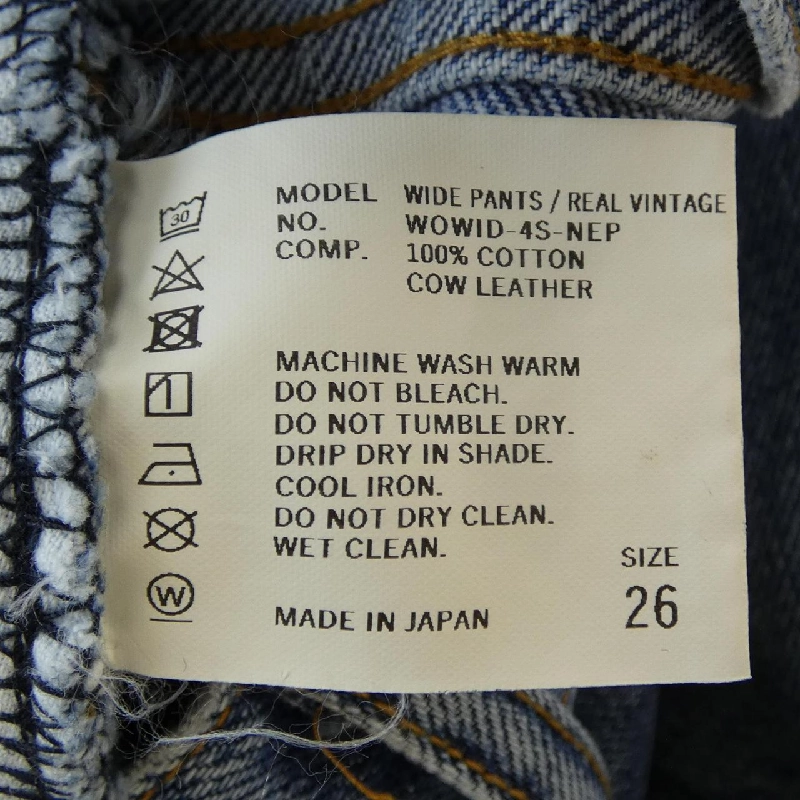 MODEL WIDE PANTS / REAL VINTAGE
NO. WOWID-4S-NEP
COMP. 100% COTTON
COW LEATHER
30
MACHINE WASH WARM
DO NOT BLEACH.
DO NOT TUMBLE DRY.
DRIP DRY IN SHADE.
COOL IRON.
DO NOT DRY CLEAN.
WET CLEAN.
W
SIZE
26
MADE IN JAPAN